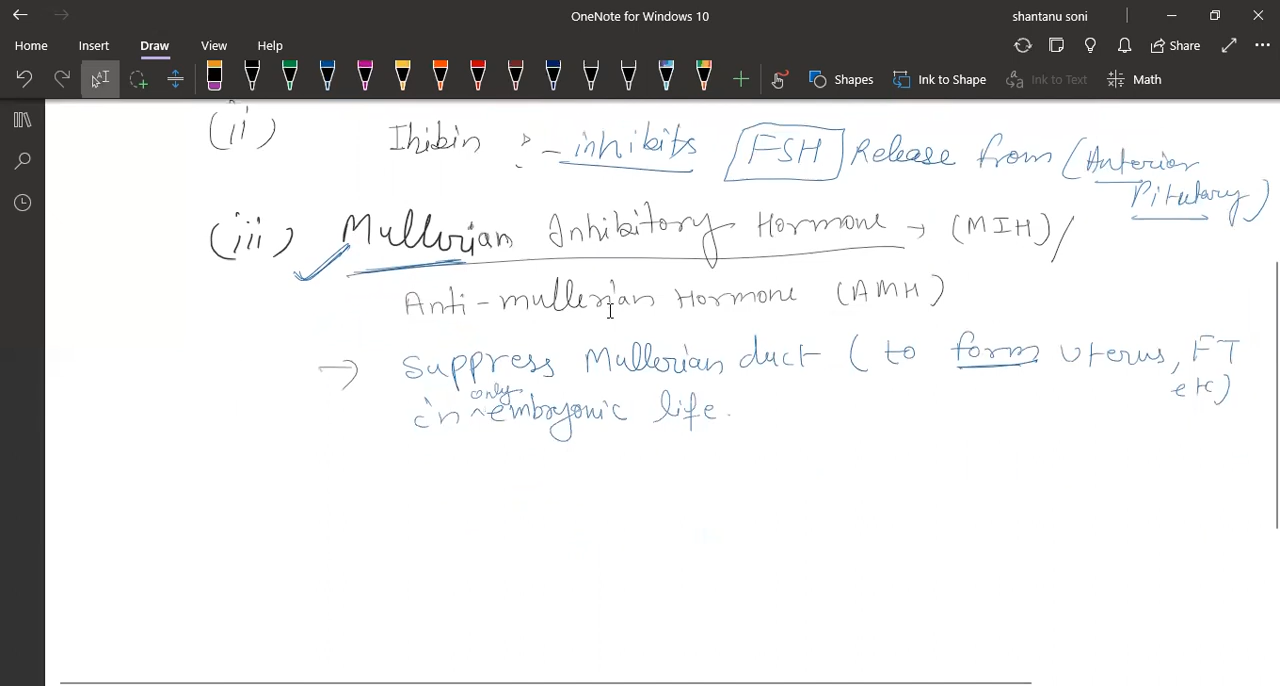 OneNote for Windows 10
shantanu soni
Home Insert Draw View Help
Share
Shapes Ink to Shape Ink to Text Math
(ii) Ihibin :- inhibits FSH Release from (Anterior
Pitutary)
(iii) Mullerian Inhibitory Hormone → (MIH)/
Anti-mullerian Hormone (AMH)
→ Suppress Mullerian duct ( to form uterus, FT
etc)
in only embryonic life.